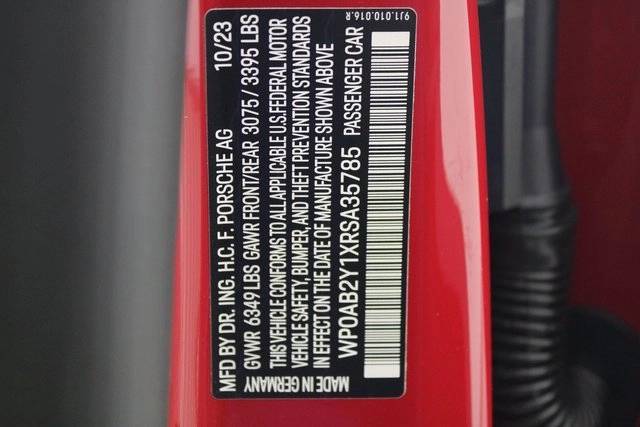 MFD BY DR. ING. H.C. F. PORSCHE AG 10/23
GVWR 6349 LBS GAWR FRONT/REAR 3075 / 3395 LBS
THIS VEHICLE CONFORMS TO ALL APPLICABLE U.S. FEDERAL MOTOR
VEHICLE SAFETY, BUMPER, AND THEFT PREVENTION STANDARDS
IN EFFECT ON THE DATE OF MANUFACTURE SHOWN ABOVE
WP0AB2Y1XRSA35785 PASSENGER CAR
MADE IN GERMANY
9J1.010.016.R